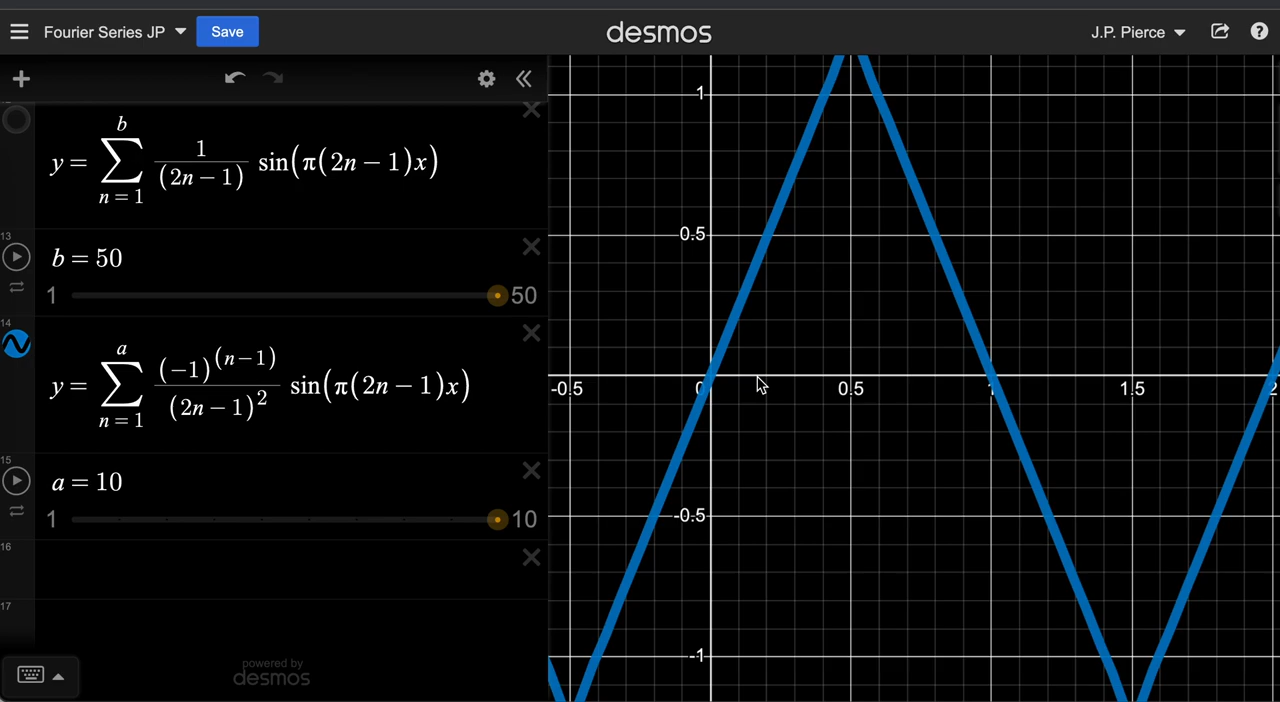 Fourier Series JP
Save
desmos
J.P. Pierce
?
y = ∑_{n=1}^{b} 1/(2n − 1) sin(π(2n − 1)x)
13
b = 50
1
50
14
y = ∑_{n=1}^{a} (−1)^{(n−1)}/(2n − 1)^2 sin(π(2n − 1)x)
15
a = 10
1
10
16
17
powered by
desmos
1
0.5
-0.5
0
0.5
1
1.5
2
-0.5
-1